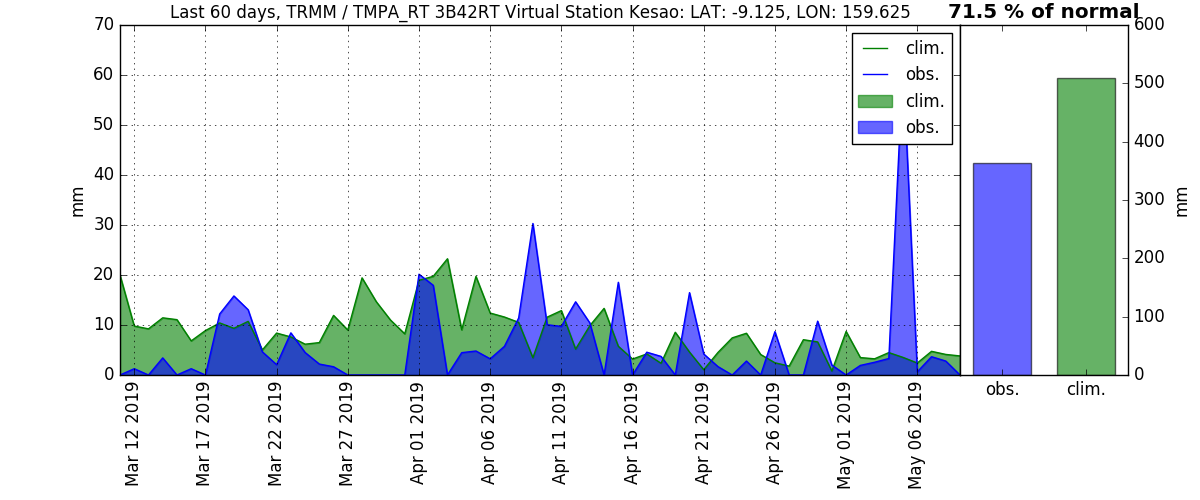 Last 60 days, TRMM / TMPA_RT 3B42RT Virtual Station Kesao: LAT: -9.125, LON: 159.625
71.5 % of normal
70
60
50
40
30
20
10
0
mm
clim.
obs.
clim.
obs.
600
500
400
300
200
100
0
mm
obs.
clim.
Mar 12 2019
Mar 17 2019
Mar 22 2019
Mar 27 2019
Apr 01 2019
Apr 06 2019
Apr 11 2019
Apr 16 2019
Apr 21 2019
Apr 26 2019
May 01 2019
May 06 2019